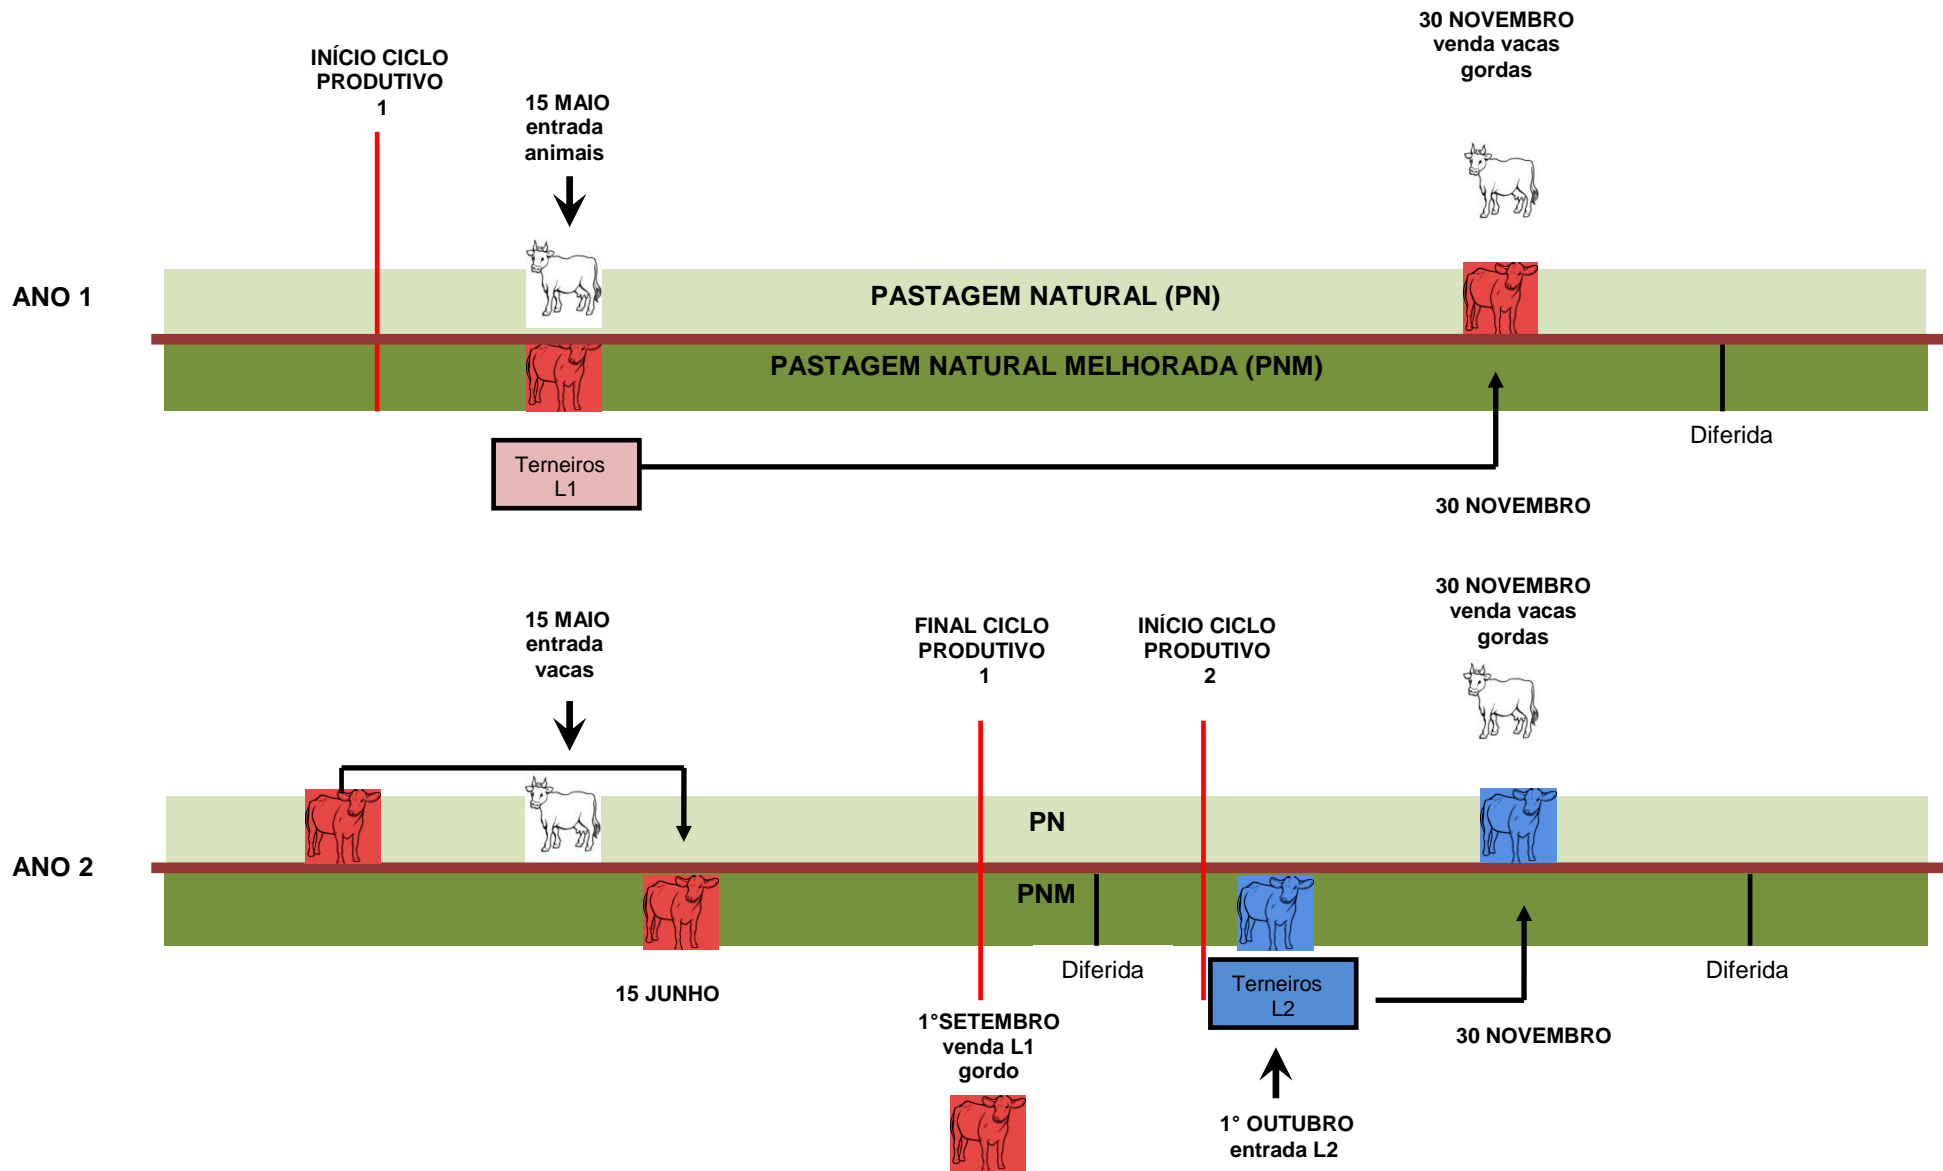 30 NOVEMBRO
venda vacas
gordas
INÍCIO CICLO
PRODUTIVO
1
15 MAIO
entrada
animais
ANO 1
PASTAGEM NATURAL (PN)
PASTAGEM NATURAL MELHORADA (PNM)
Diferida
Terneiros
L1
30 NOVEMBRO
30 NOVEMBRO
venda vacas
gordas
15 MAIO
entrada
vacas
FINAL CICLO
PRODUTIVO
1
INÍCIO CICLO
PRODUTIVO
2
ANO 2
PN
PNM
Diferida
Diferida
15 JUNHO
Terneiros
L2
30 NOVEMBRO
1°SETEMBRO
venda L1
gordo
1° OUTUBRO
entrada L2